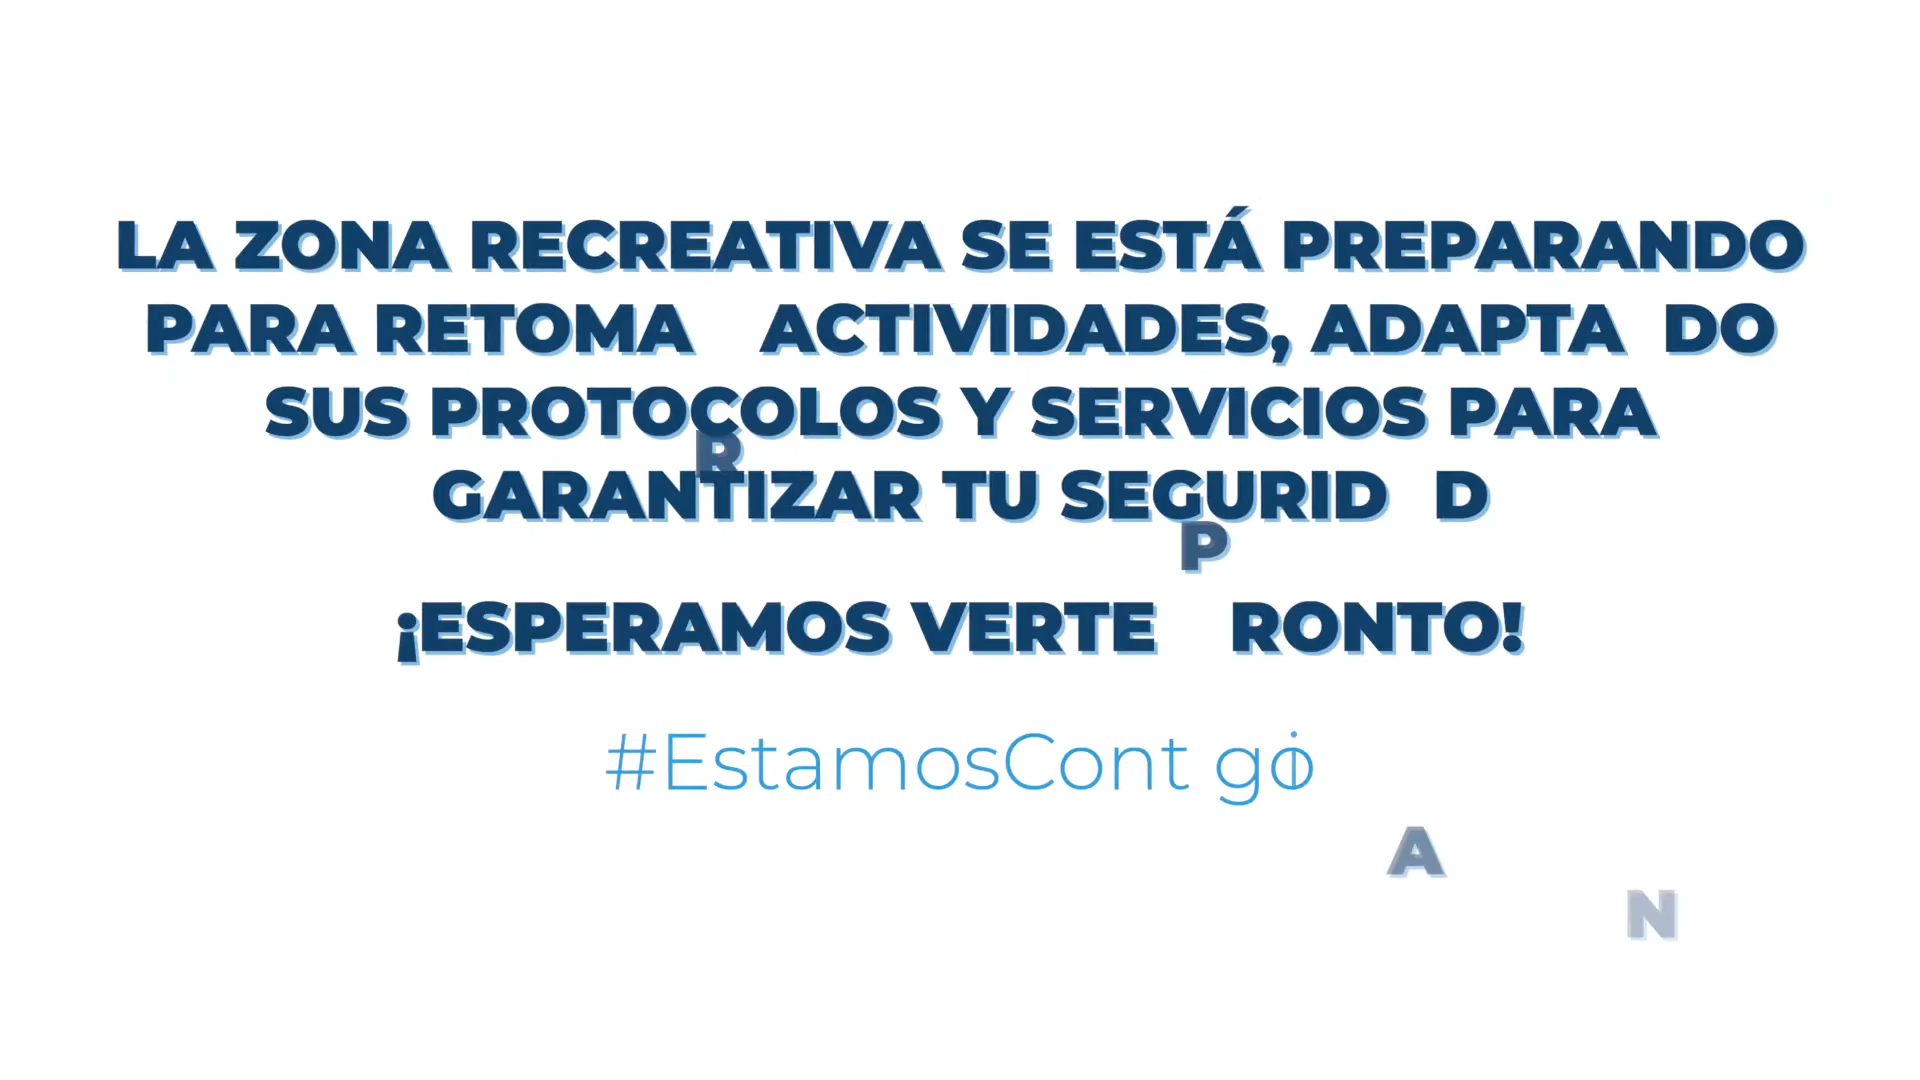 LA ZONA RECREATIVA SE ESTÁ PREPARANDO
PARA RETOMA ACTIVIDADES, ADAPTA DO
SUS PROTOCOLOS Y SERVICIOS PARA
R
GARANTIZAR TU SEGURID D
P
¡ESPERAMOS VERTE RONTO!
#EstamosCont goi
A
N